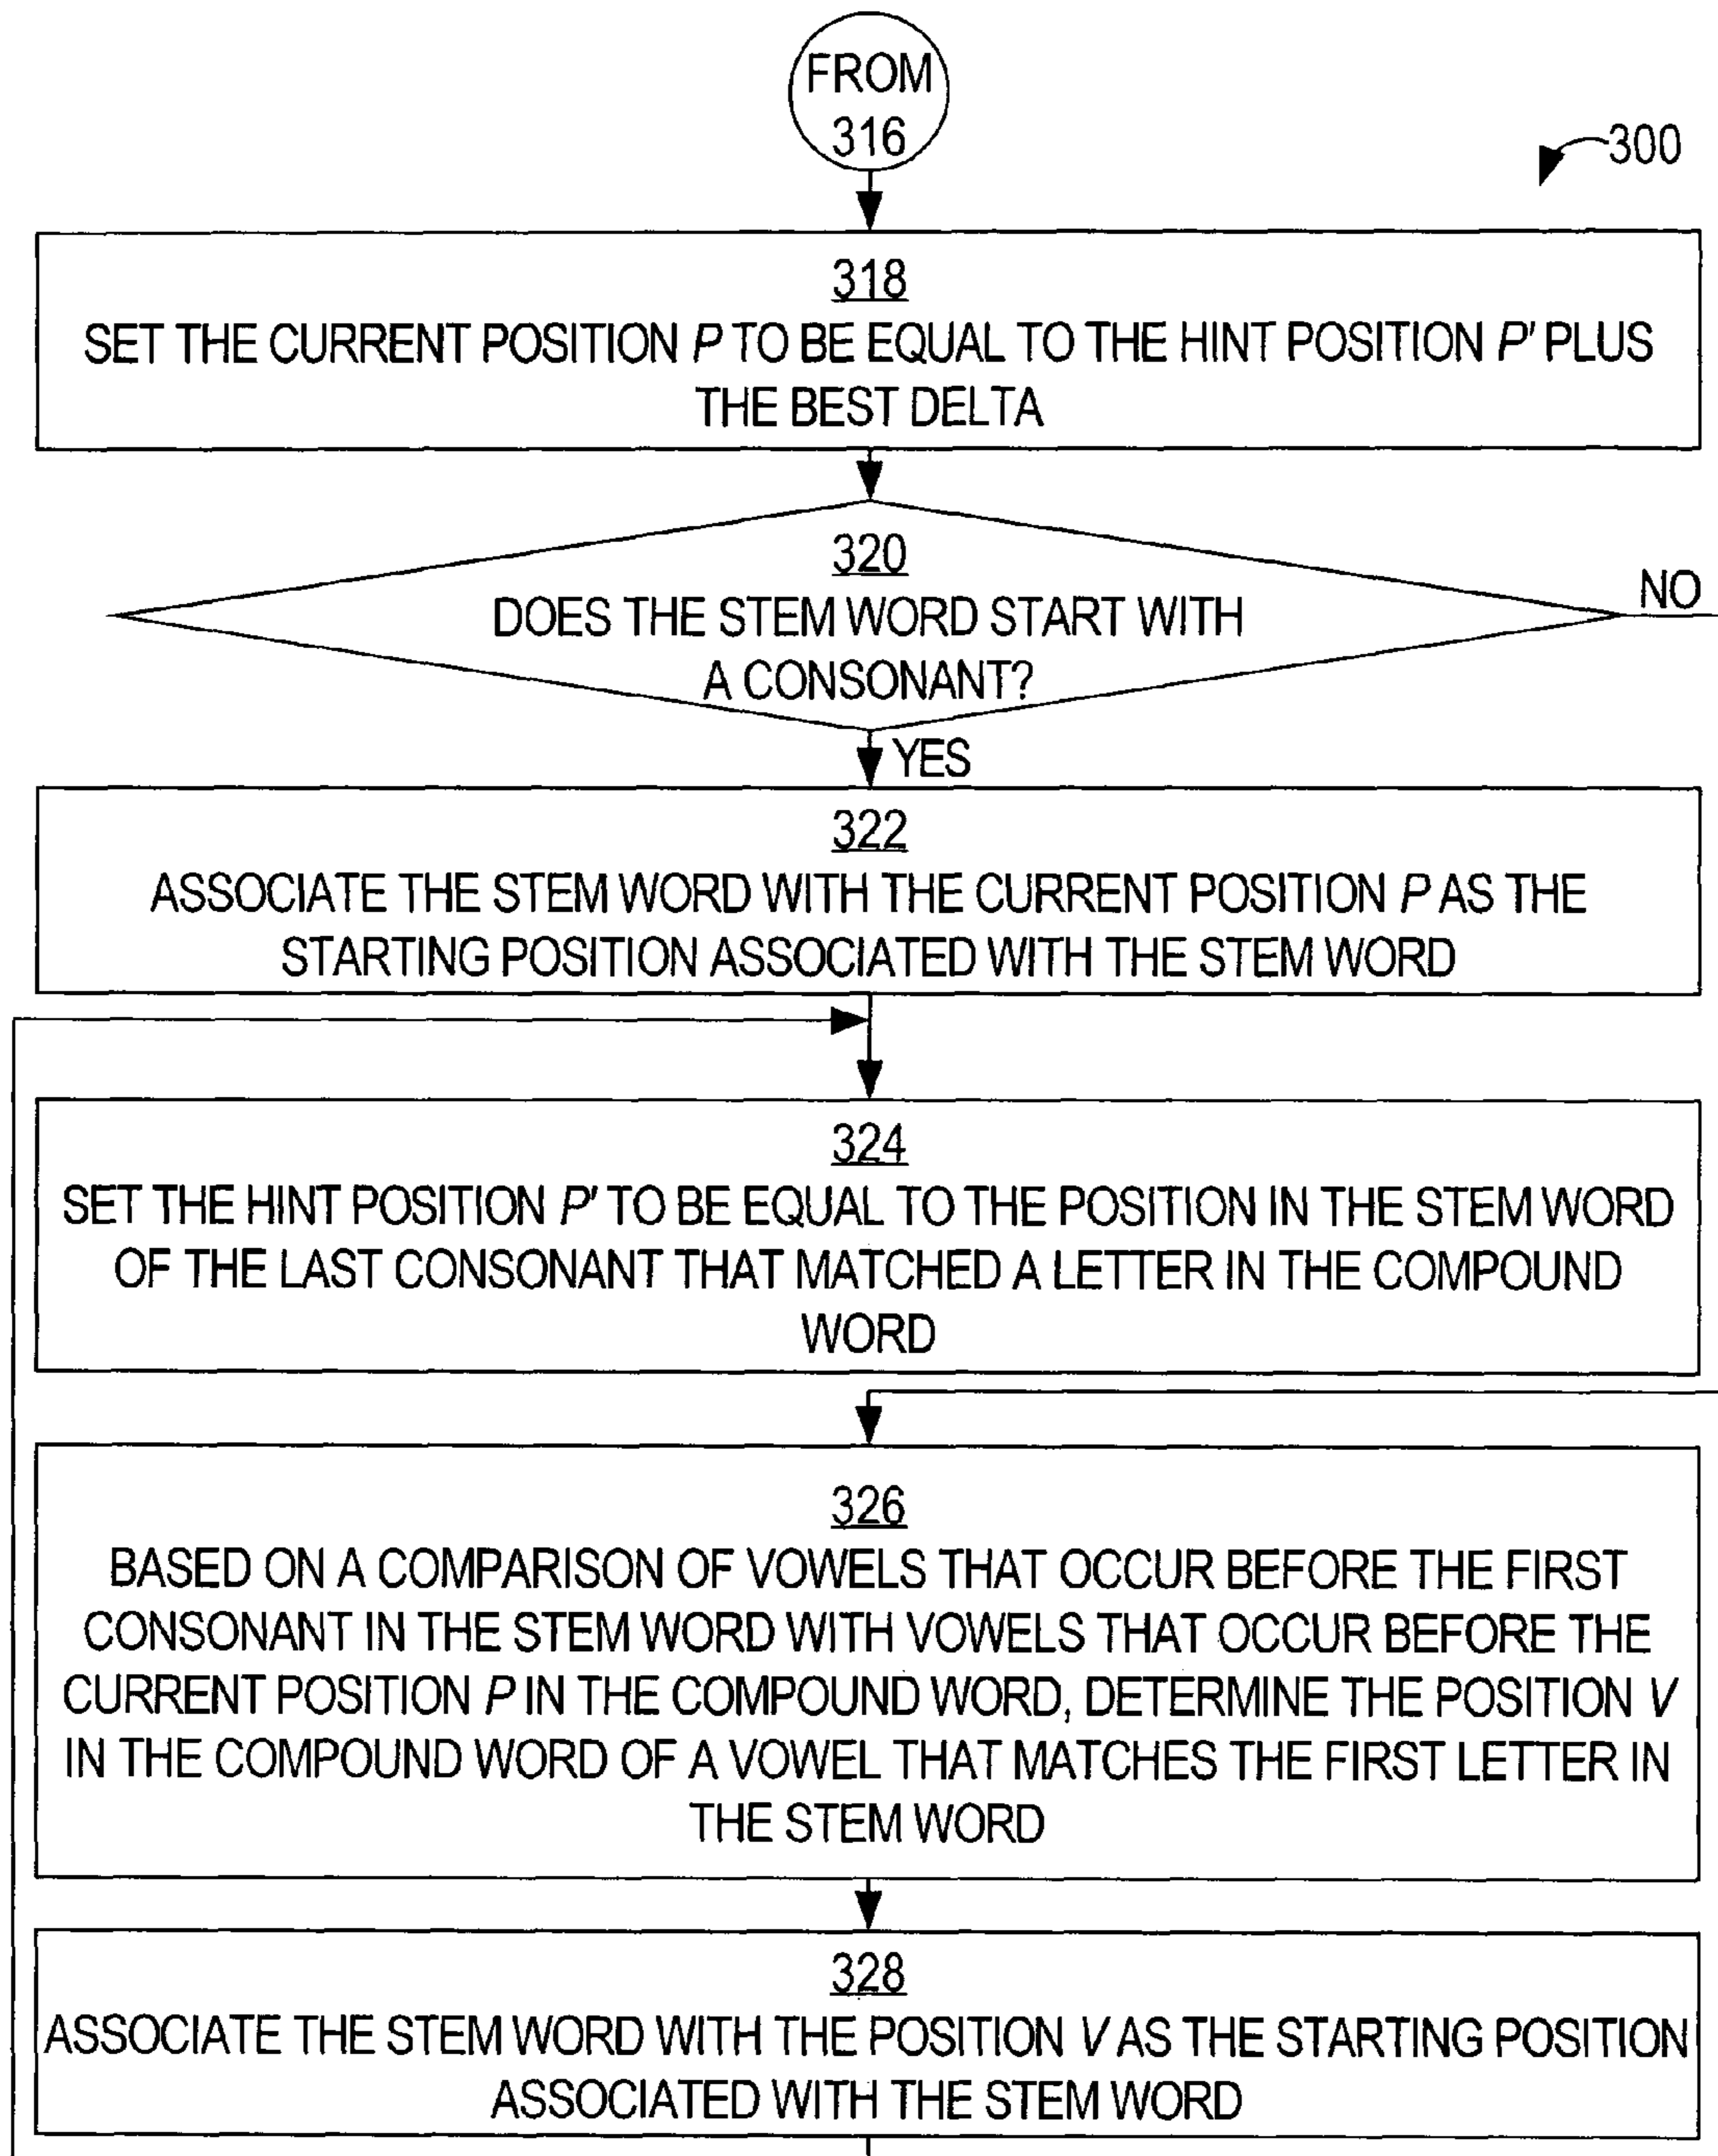 FROM
316
300
318
SET THE CURRENT POSITION P TO BE EQUAL TO THE HINT POSITION P' PLUS
THE BEST DELTA
320
DOES THE STEM WORD START WITH
A CONSONANT?
NO
YES
322
ASSOCIATE THE STEM WORD WITH THE CURRENT POSITION P AS THE
STARTING POSITION ASSOCIATED WITH THE STEM WORD
324
SET THE HINT POSITION P' TO BE EQUAL TO THE POSITION IN THE STEM WORD
OF THE LAST CONSONANT THAT MATCHED A LETTER IN THE COMPOUND
WORD
326
BASED ON A COMPARISON OF VOWELS THAT OCCUR BEFORE THE FIRST
CONSONANT IN THE STEM WORD WITH VOWELS THAT OCCUR BEFORE THE
CURRENT POSITION P IN THE COMPOUND WORD, DETERMINE THE POSITION V
IN THE COMPOUND WORD OF A VOWEL THAT MATCHES THE FIRST LETTER IN
THE STEM WORD
328
ASSOCIATE THE STEM WORD WITH THE POSITION V AS THE STARTING POSITION
ASSOCIATED WITH THE STEM WORD